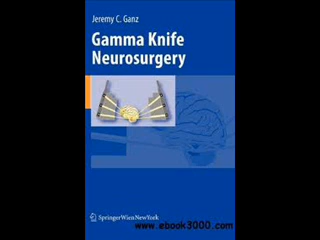 Jeremy C. Ganz
Gamma Knife
Neurosurgery
SpringerWienNewYork
www.ebook3000.com